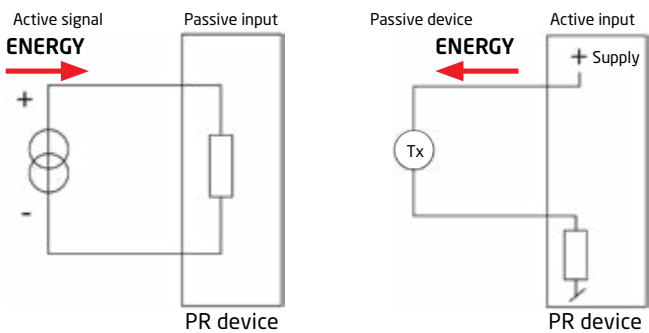 Active signal
Passive input
ENERGY
+
-
PR device
Passive device
Active input
ENERGY
+ Supply
Tx
PR device